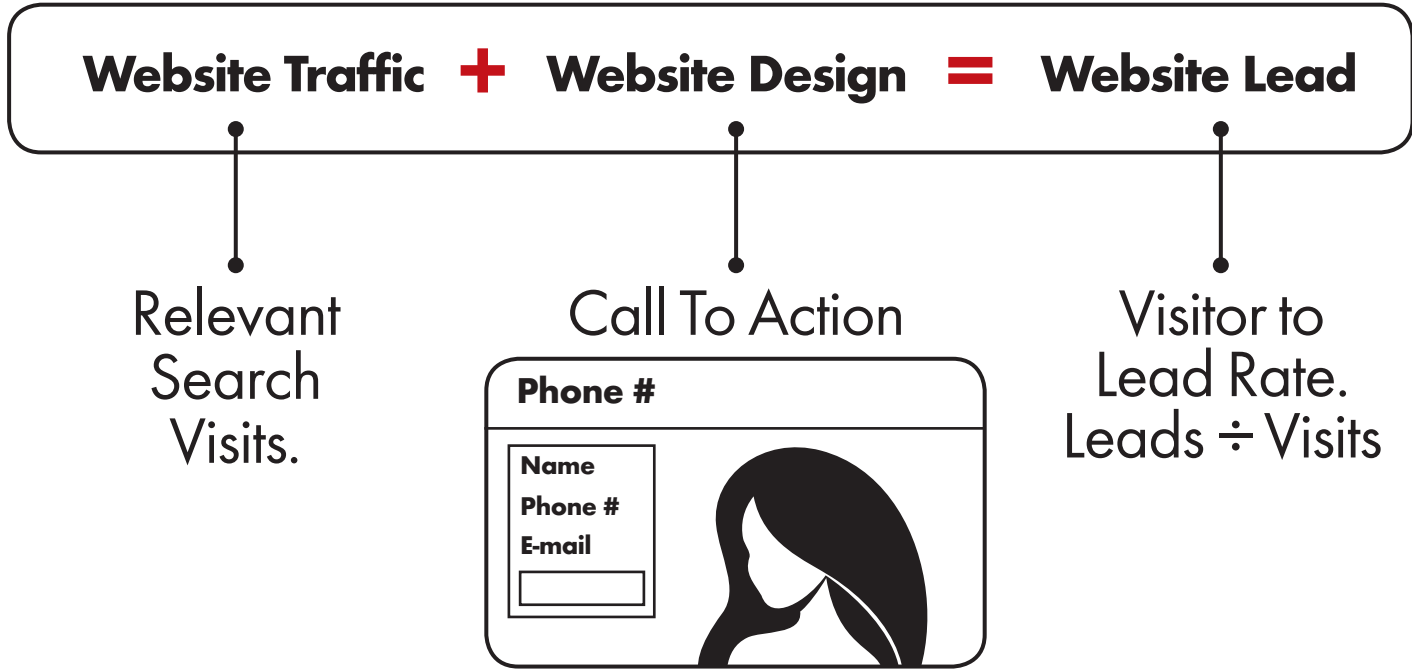 Website Traffic + Website Design = Website Lead
Relevant
Search
Visits.
Call To Action
Phone #
Name
Phone #
E-mail
Visitor to
Lead Rate.
Leads ÷ Visits